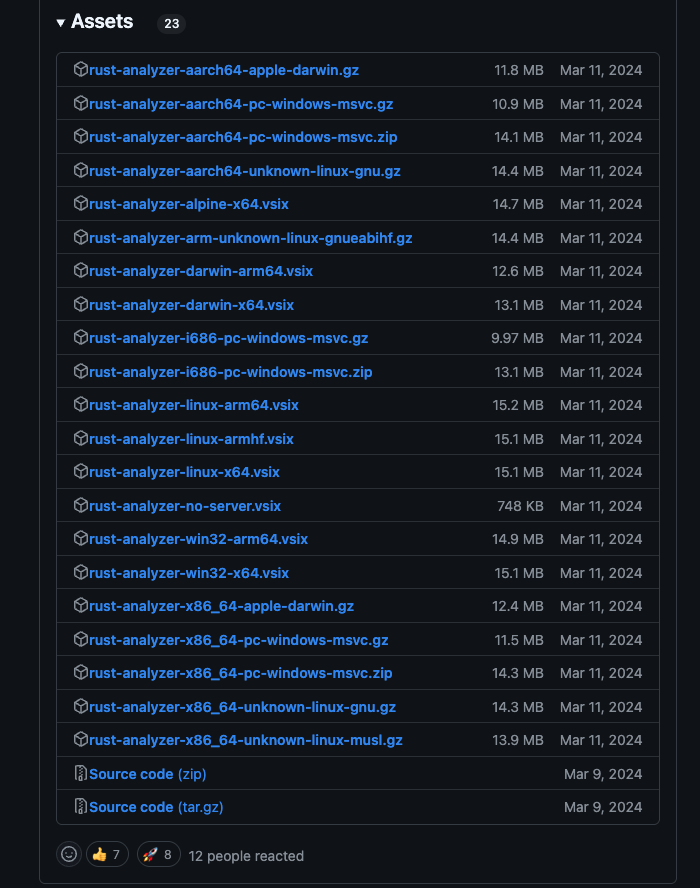 ▼ Assets 23
rust-analyzer-aarch64-apple-darwin.gz 11.8 MB Mar 11, 2024
rust-analyzer-aarch64-pc-windows-msvc.gz 10.9 MB Mar 11, 2024
rust-analyzer-aarch64-pc-windows-msvc.zip 14.1 MB Mar 11, 2024
rust-analyzer-aarch64-unknown-linux-gnu.gz 14.4 MB Mar 11, 2024
rust-analyzer-alpine-x64.vsix 14.7 MB Mar 11, 2024
rust-analyzer-arm-unknown-linux-gnueabihf.gz 14.4 MB Mar 11, 2024
rust-analyzer-darwin-arm64.vsix 12.6 MB Mar 11, 2024
rust-analyzer-darwin-x64.vsix 13.1 MB Mar 11, 2024
rust-analyzer-i686-pc-windows-msvc.gz 9.97 MB Mar 11, 2024
rust-analyzer-i686-pc-windows-msvc.zip 13.1 MB Mar 11, 2024
rust-analyzer-linux-arm64.vsix 15.2 MB Mar 11, 2024
rust-analyzer-linux-armhf.vsix 15.1 MB Mar 11, 2024
rust-analyzer-linux-x64.vsix 15.1 MB Mar 11, 2024
rust-analyzer-no-server.vsix 748 KB Mar 11, 2024
rust-analyzer-win32-arm64.vsix 14.9 MB Mar 11, 2024
rust-analyzer-win32-x64.vsix 15.1 MB Mar 11, 2024
rust-analyzer-x86_64-apple-darwin.gz 12.4 MB Mar 11, 2024
rust-analyzer-x86_64-pc-windows-msvc.gz 11.5 MB Mar 11, 2024
rust-analyzer-x86_64-pc-windows-msvc.zip 14.3 MB Mar 11, 2024
rust-analyzer-x86_64-unknown-linux-gnu.gz 14.3 MB Mar 11, 2024
rust-analyzer-x86_64-unknown-linux-musl.gz 13.9 MB Mar 11, 2024
Source code (zip) Mar 9, 2024
Source code (tar.gz) Mar 9, 2024
👍 7 🚀 8 12 people reacted